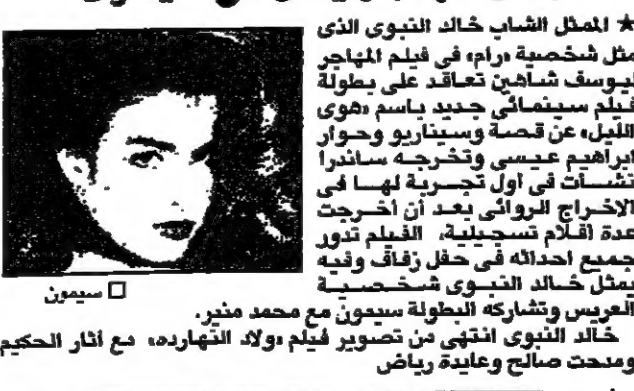 ★ الممثل الشاب خالد النبوى الذى
مثل شخصية «رام» فى فيلم المهاجر
ليوسف شاهين تعاقد على بطولة
فيلم سينمائى جديد باسم «هوى
الليل» عن قصة وسيناريو وحوار
ابراهيم عيسى وتخرجه ساندرا
نشأت فى أول تجربة لها فى
الاخراج الروائى بعد أن أخرجت
عدة أفلام تسجيلية، الفيلم تدور
جميع احداثه فى حفل زفاف وفيه
يمثل خالد النبوى شخصية
العريس وتشاركه البطولة سيمون مع محمد منير.
خالد النبوى انتهى من تصوير فيلم «ولاد النهارده» مع آثار الحكيم
ومدحت صالح وعايدة رياض
□ سيمون